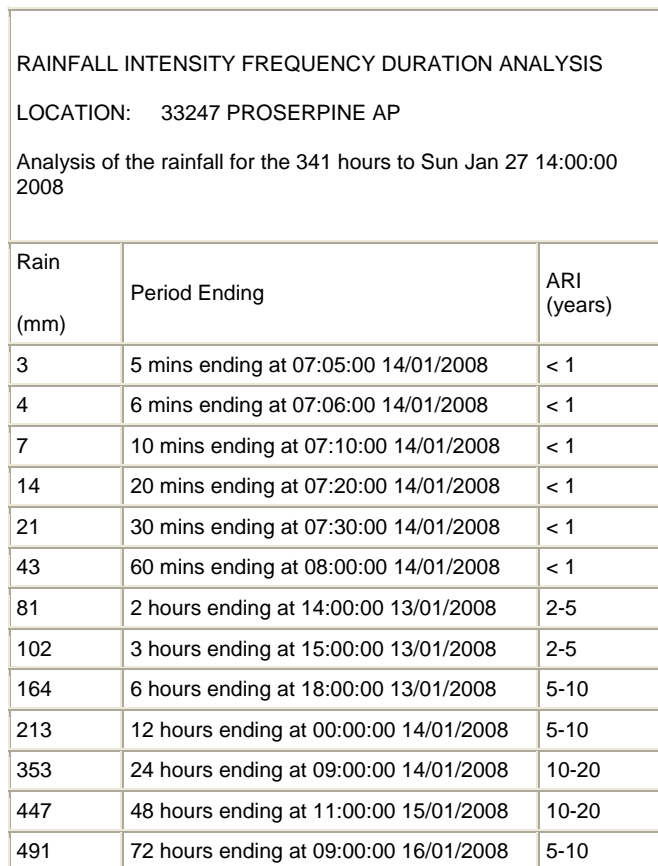 RAINFALL INTENSITY FREQUENCY DURATION ANALYSIS
LOCATION: 33247 PROSERPINE AP
Analysis of the rainfall for the 341 hours to Sun Jan 27 14:00:00
2008
Rain
(mm) Period Ending ARI
(years)
3 5 mins ending at 07:05:00 14/01/2008 < 1
4 6 mins ending at 07:06:00 14/01/2008 < 1
7 10 mins ending at 07:10:00 14/01/2008 < 1
14 20 mins ending at 07:20:00 14/01/2008 < 1
21 30 mins ending at 07:30:00 14/01/2008 < 1
43 60 mins ending at 08:00:00 14/01/2008 < 1
81 2 hours ending at 14:00:00 13/01/2008 2-5
102 3 hours ending at 15:00:00 13/01/2008 2-5
164 6 hours ending at 18:00:00 13/01/2008 5-10
213 12 hours ending at 00:00:00 14/01/2008 5-10
353 24 hours ending at 09:00:00 14/01/2008 10-20
447 48 hours ending at 11:00:00 15/01/2008 10-20
491 72 hours ending at 09:00:00 16/01/2008 5-10